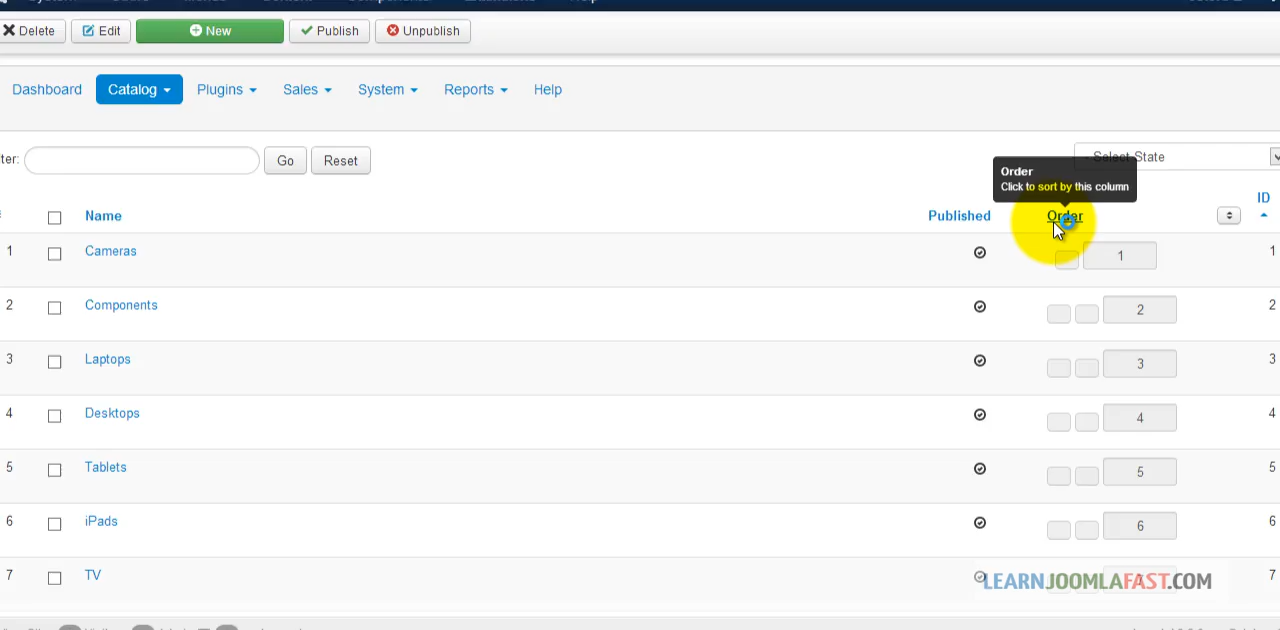 Delete Edit New Publish Unpublish
Dashboard Catalog Plugins Sales System Reports Help
ter: Go Reset - Select State
Order
Click to sort by this column
Name Published Order ID
1 Cameras 1 1
2 Components 2 2
3 Laptops 3 3
4 Desktops 4 4
5 Tablets 5 5
6 iPads 6 6
7 TV 7
LEARNJOOMLAFAST.COM